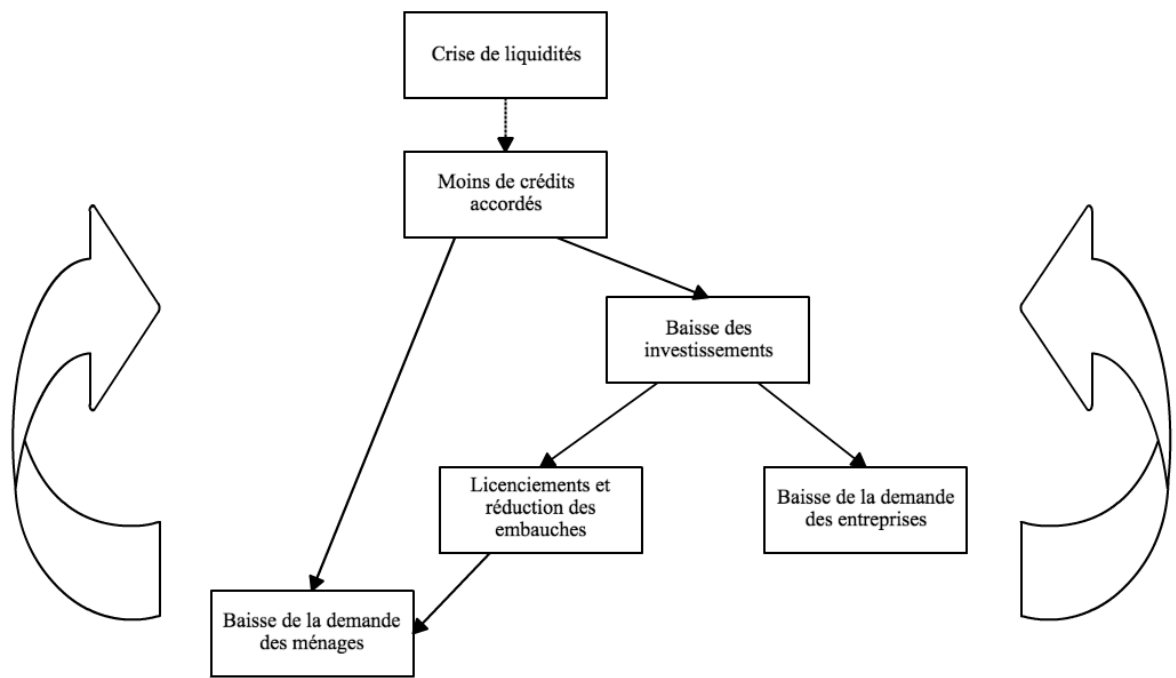 Crise de liquidités
Moins de crédits
accordés
Baisse des
investissements
Licenciements et
réduction des
embauches
Baisse de la demande
des entreprises
Baisse de la demande
des ménages